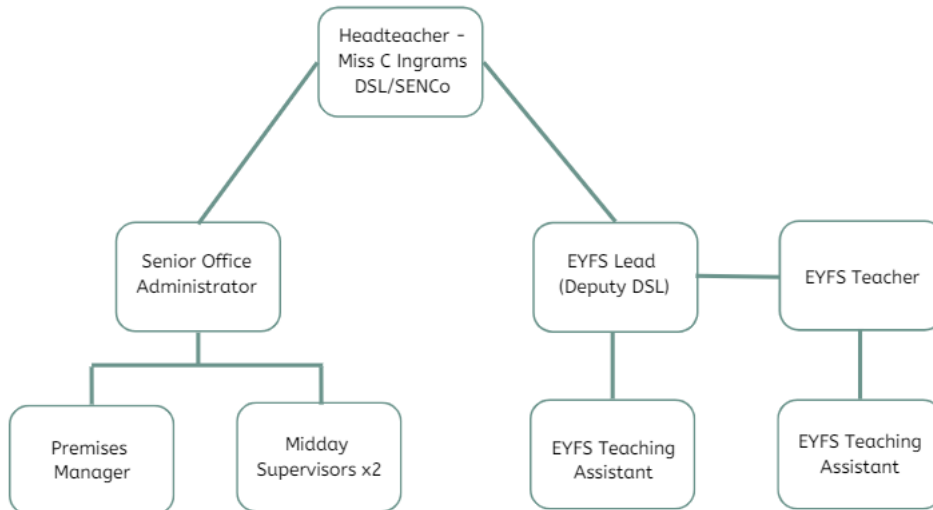 Headteacher -
Miss C Ingrams
DSL/SENCo
Senior Office
Administrator
EYFS Lead
(Deputy DSL)
EYFS Teacher
Premises
Manager
Midday
Supervisors x2
EYFS Teaching
Assistant
EYFS Teaching
Assistant